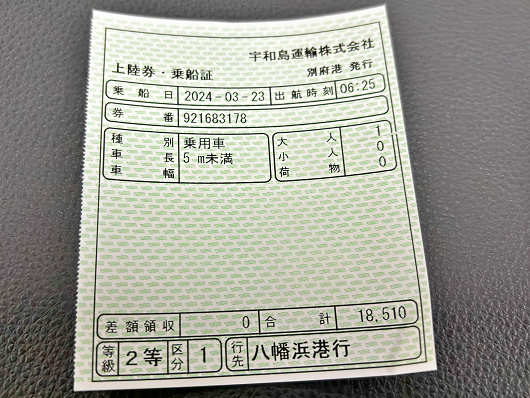 宇和島運輸株式会社
上陸券・乗船証 別府港 発行
乗船日 2024-03-23 出航時刻 06:25
券番 921683178
種別 乗用車 大人 1
車長 5 m未満 小人 0
車幅 荷物 0
差額領収 0 合計 18,510
等級 2等 区分 1 行先 八幡浜港行